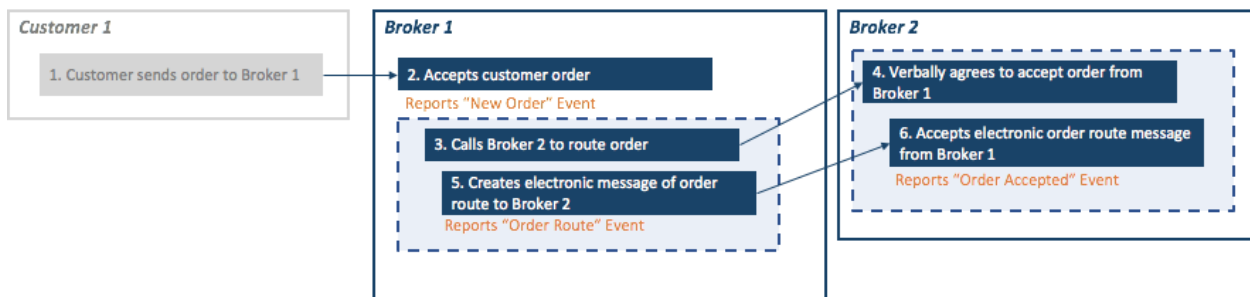 Customer 1
1. Customer sends order to Broker 1
Broker 1
2. Accepts customer order
Reports "New Order" Event
3. Calls Broker 2 to route order
5. Creates electronic message of order
route to Broker 2
Reports "Order Route" Event
Broker 2
4. Verbally agrees to accept order from
Broker 1
6. Accepts electronic order route message
from Broker 1
Reports "Order Accepted" Event